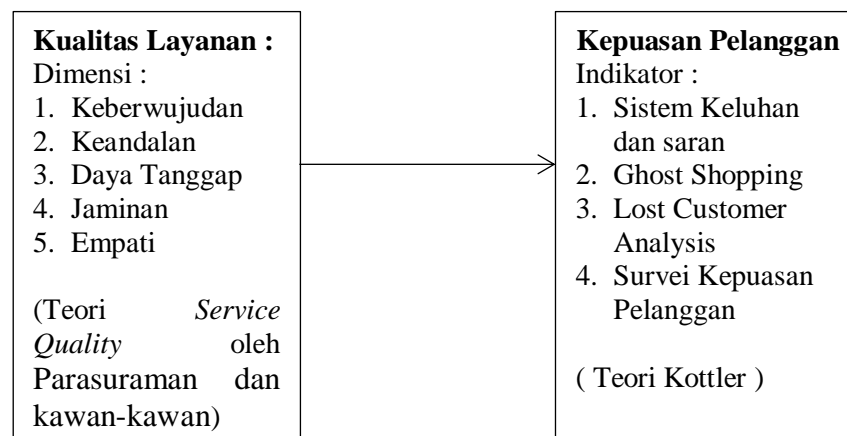 Kualitas Layanan :
Dimensi :
1. Keberwujudan
2. Keandalan
3. Daya Tanggap
4. Jaminan
5. Empati
(Teori Service
Quality oleh
Parasuraman dan
kawan-kawan)
Kepuasan Pelanggan
Indikator :
1. Sistem Keluhan
dan saran
2. Ghost Shopping
3. Lost Customer
Analysis
4. Survei Kepuasan
Pelanggan
( Teori Kottler )